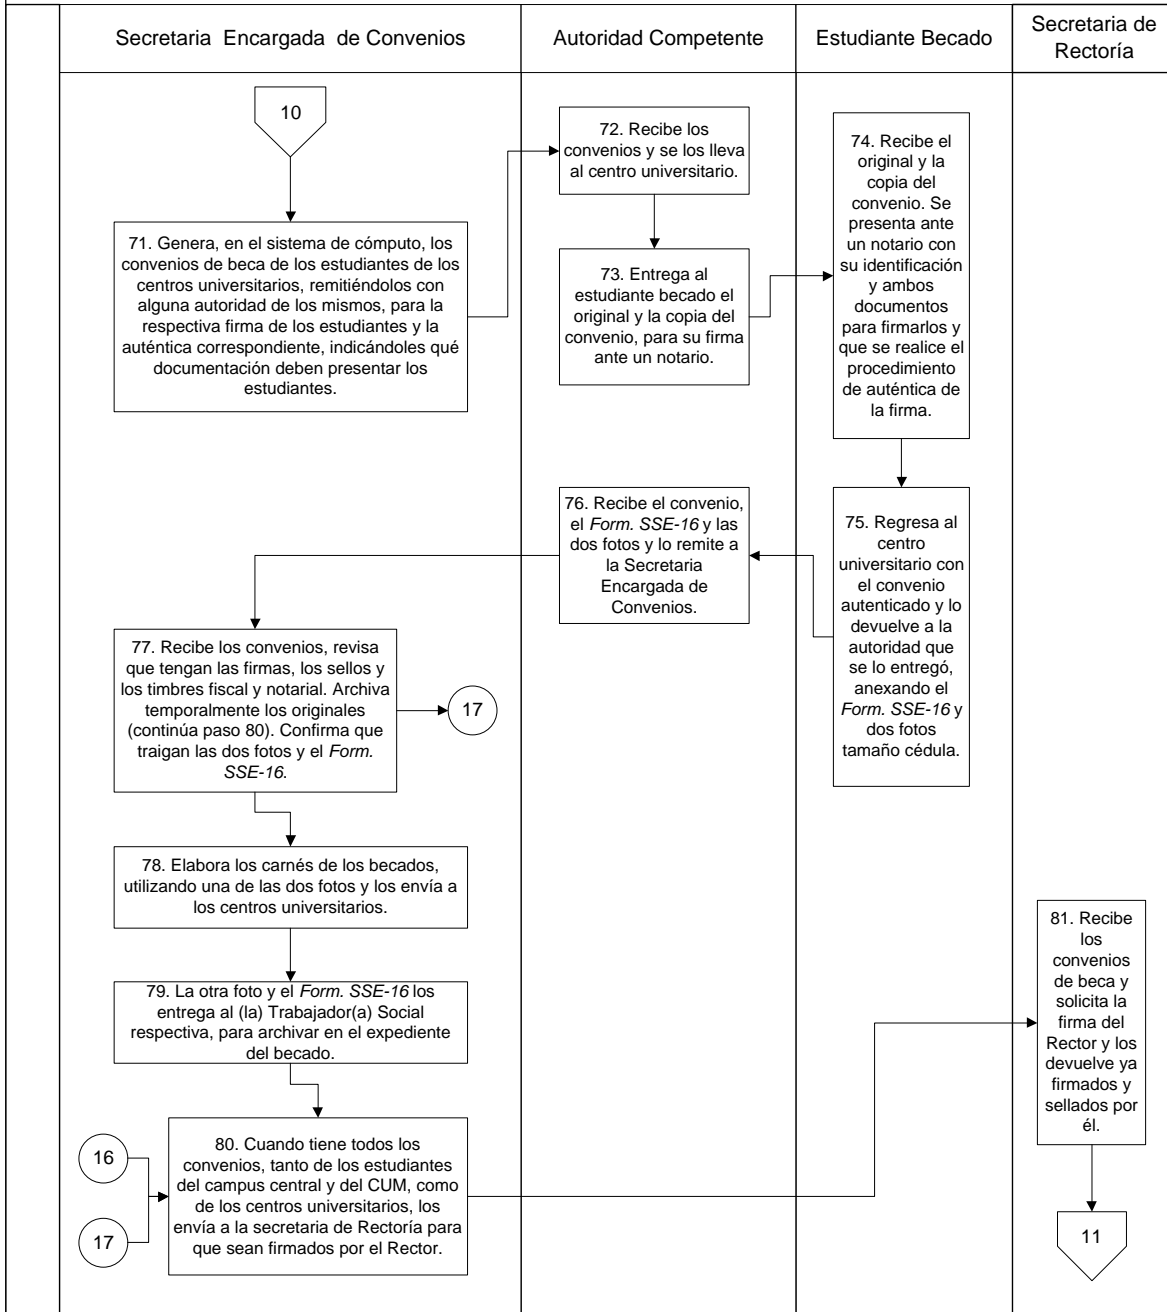 Secretaria Encargada de Convenios
Autoridad Competente
Estudiante Becado
Secretaria de
Rectoría
10
71. Genera, en el sistema de cómputo, los
convenios de beca de los estudiantes de los
centros universitarios, remitiéndolos con
alguna autoridad de los mismos, para la
respectiva firma de los estudiantes y la
auténtica correspondiente, indicándoles qué
documentación deben presentar los
estudiantes.
72. Recibe los
convenios y se los lleva
al centro universitario.
73. Entrega al
estudiante becado el
original y la copia del
convenio, para su firma
ante un notario.
74. Recibe el
original y la
copia del
convenio. Se
presenta ante
un notario con
su identificación
y ambos
documentos
para firmarlos y
que se realice el
procedimiento
de auténtica de
la firma.
75. Regresa al
centro
universitario con
el convenio
autenticado y lo
devuelve a la
autoridad que
se lo entregó,
anexando el
Form. SSE-16 y
dos fotos
tamaño cédula.
76. Recibe el convenio,
el Form. SSE-16 y las
dos fotos y lo remite a
la Secretaria
Encargada de
Convenios.
77. Recibe los convenios, revisa
que tengan las firmas, los sellos y
los timbres fiscal y notarial. Archiva
temporalmente los originales
(continúa paso 80). Confirma que
traigan las dos fotos y el Form.
SSE-16.
17
78. Elabora los carnés de los becados,
utilizando una de las dos fotos y los envía a
los centros universitarios.
79. La otra foto y el Form. SSE-16 los
entrega al (la) Trabajador(a) Social
respectiva, para archivar en el expediente
del becado.
16
17
80. Cuando tiene todos los
convenios, tanto de los estudiantes
del campus central y del CUM, como
de los centros universitarios, los
envía a la secretaria de Rectoría para
que sean firmados por el Rector.
81. Recibe
los
convenios
de beca y
solicita la
firma del
Rector y los
devuelve ya
firmados y
sellados por
él.
11